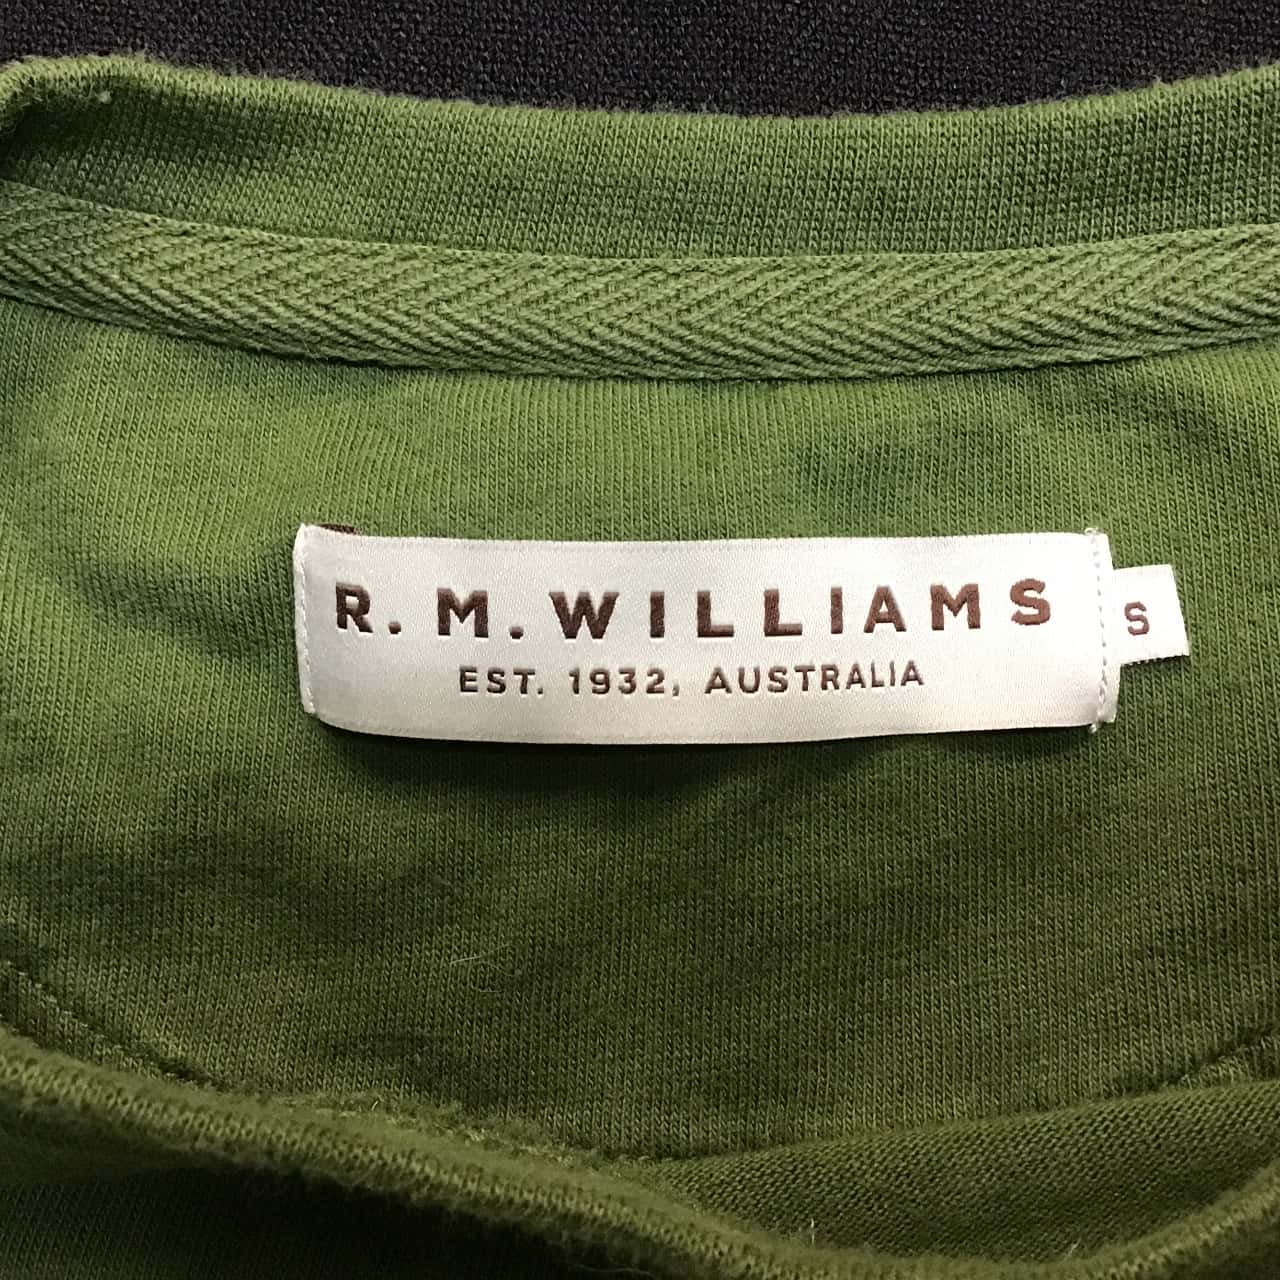 R.M.WILLIAMS
EST. 1932, AUSTRALIA
S